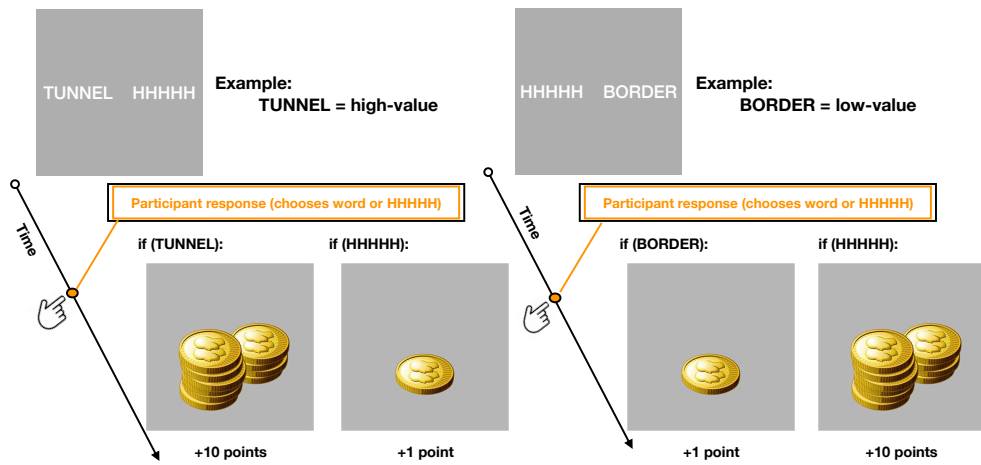 TUNNEL HHHHH
Example:
TUNNEL = high-value
Participant response (chooses word or HHHHH)
Time
if (TUNNEL):
if (HHHHH):
+10 points
+1 point
HHHHH BORDER
Example:
BORDER = low-value
Participant response (chooses word or HHHHH)
Time
if (BORDER):
if (HHHHH):
+1 point
+10 points